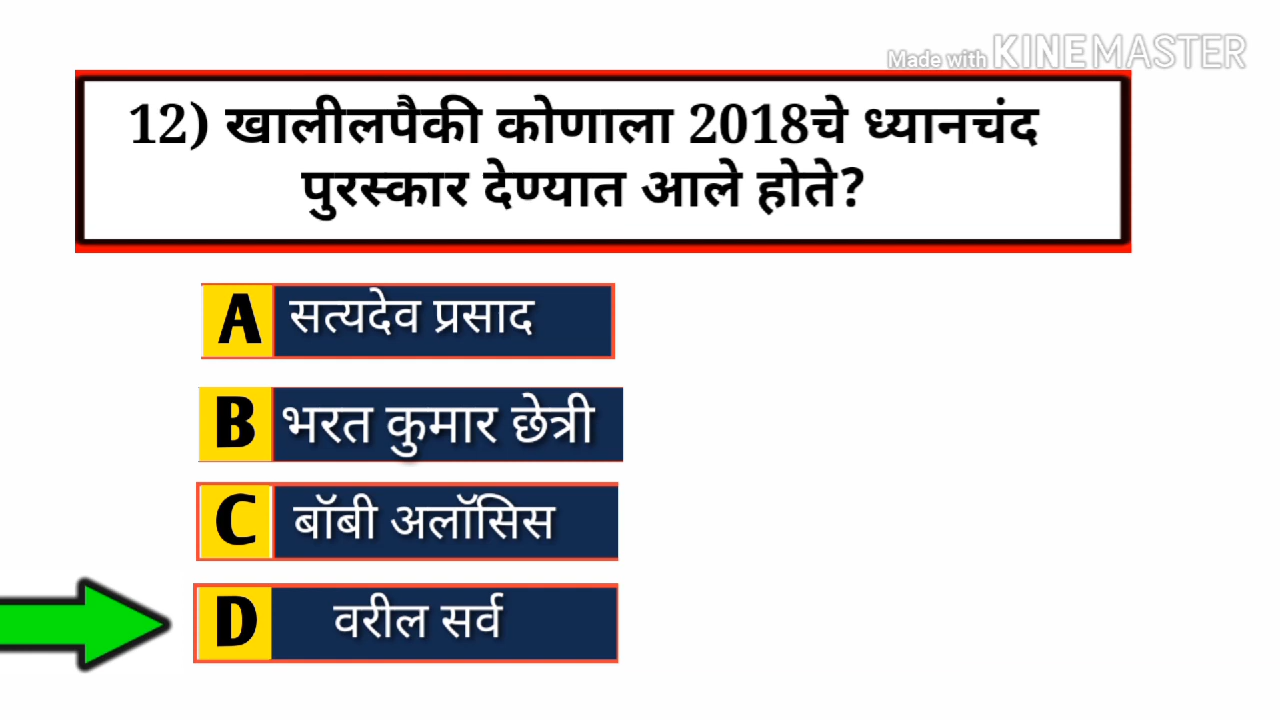 Made with KINEMASTER
12) खालीलपैकी कोणाला 2018चे ध्यानचंद
पुरस्कार देण्यात आले होते?
A सत्यदेव प्रसाद
B भरत कुमार छेत्री
C बॉबी अलॉसिस
D वरील सर्व